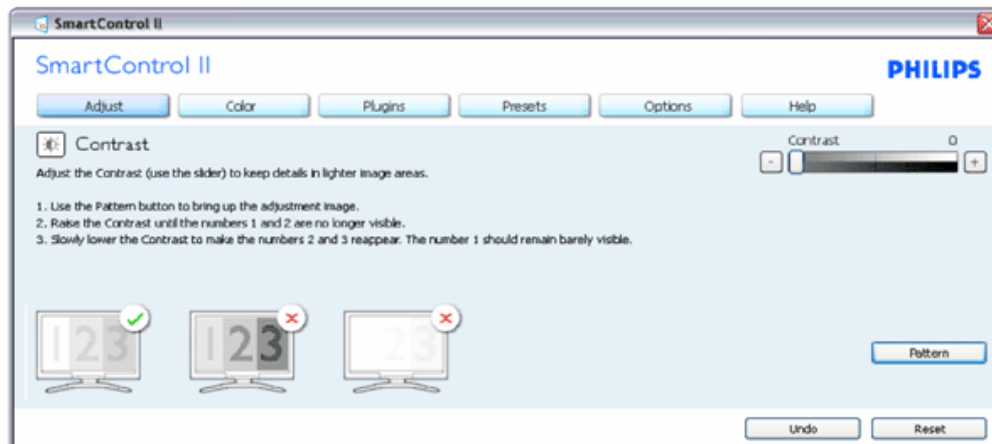 SmartControl II
SmartControl II
PHILIPS
Adjust Color Plugins Presets Options Help
Contrast
Contrast 0
- +
Adjust the Contrast (use the slider) to keep details in lighter image areas.
1. Use the Pattern button to bring up the adjustment image.
2. Raise the Contrast until the numbers 1 and 2 are no longer visible.
3. Slowly lower the Contrast to make the numbers 2 and 3 reappear. The number 1 should remain barely visible.
123 123 23
Pattern
Undo Reset